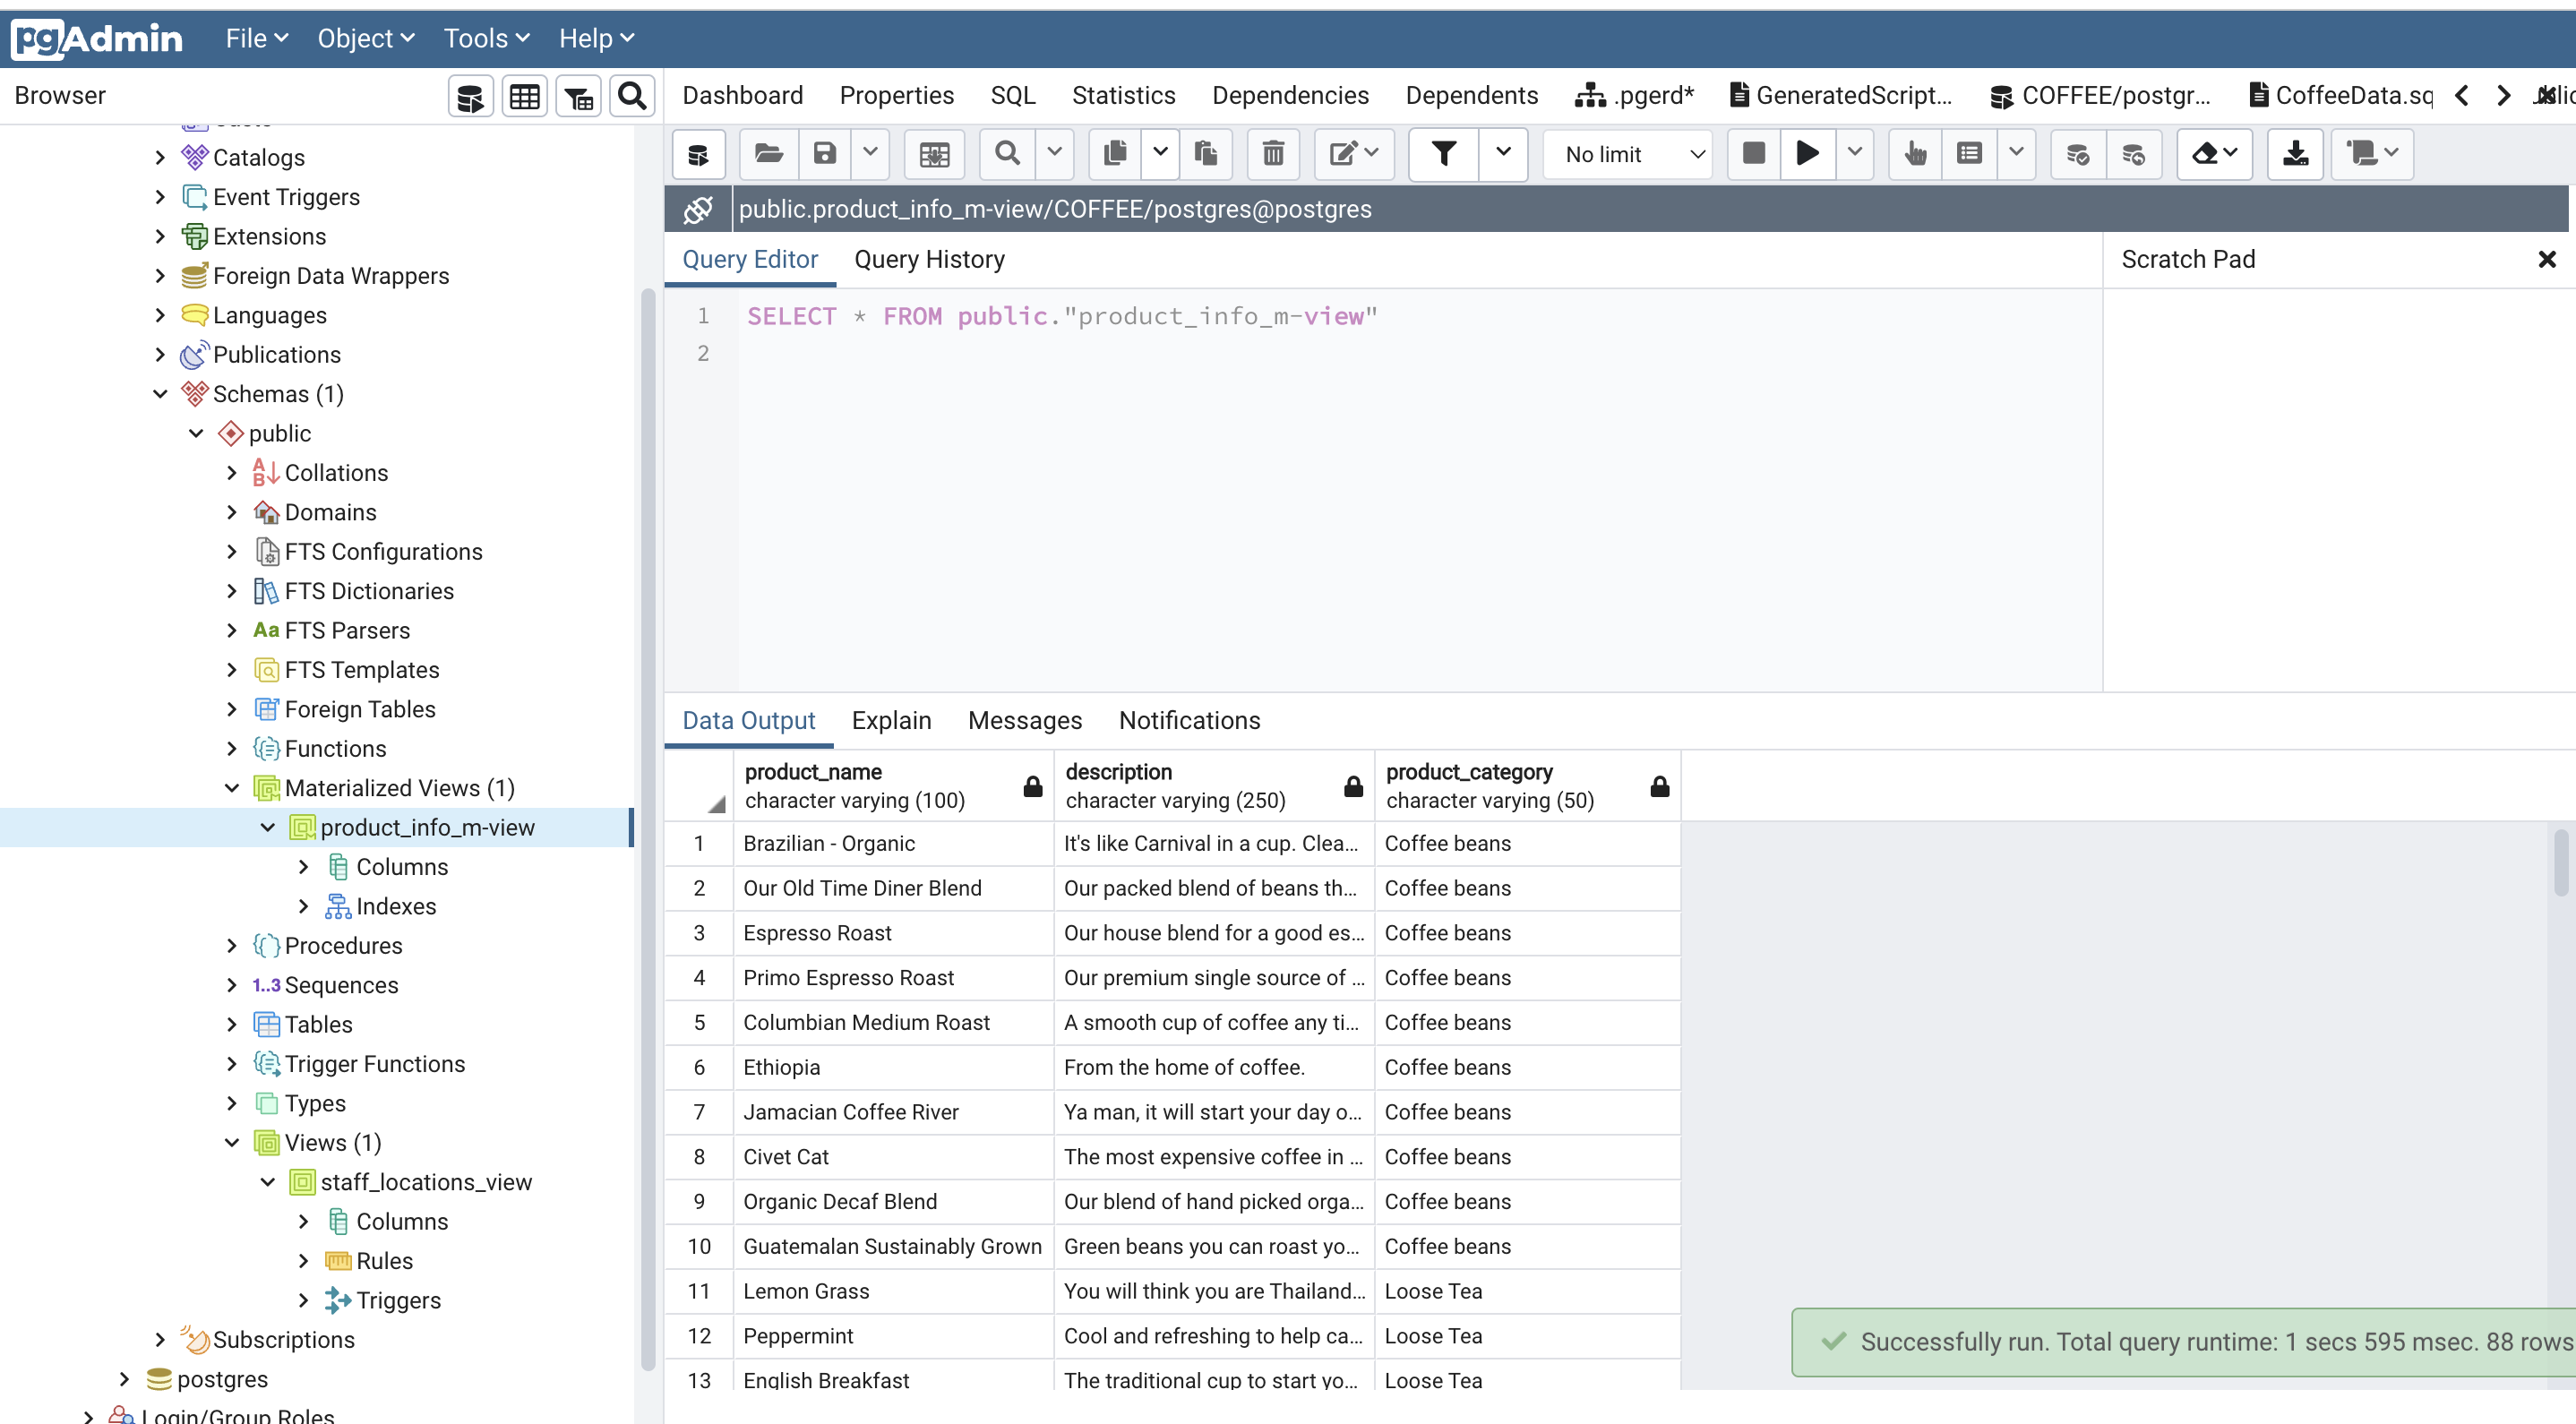 pgAdmin File Object Tools Help
Browser
Dashboard Properties SQL Statistics Dependencies Dependents .pgerd* GeneratedScript... COFFEE/postgr... CoffeeData.sq
No limit
public.product_info_m-view/COFFEE/postgres@postgres
Query Editor Query History
Scratch Pad
1 SELECT * FROM public."product_info_m-view"
2
Catalogs
Event Triggers
Extensions
Foreign Data Wrappers
Languages
Publications
Schemas (1)
public
Collations
Domains
FTS Configurations
FTS Dictionaries
Aa FTS Parsers
FTS Templates
Foreign Tables
Functions
Materialized Views (1)
product_info_m-view
Columns
Indexes
Procedures
1..3 Sequences
Tables
Trigger Functions
Types
Views (1)
staff_locations_view
Columns
Rules
Triggers
Subscriptions
postgres
Login/Group Roles
Data Output Explain Messages Notifications
product_name description product_category
character varying (100) character varying (250) character varying (50)
1 Brazilian - Organic It's like Carnival in a cup. Clea... Coffee beans
2 Our Old Time Diner Blend Our packed blend of beans th... Coffee beans
3 Espresso Roast Our house blend for a good es... Coffee beans
4 Primo Espresso Roast Our premium single source of ... Coffee beans
5 Columbian Medium Roast A smooth cup of coffee any ti... Coffee beans
6 Ethiopia From the home of coffee. Coffee beans
7 Jamacian Coffee River Ya man, it will start your day o... Coffee beans
8 Civet Cat The most expensive coffee in ... Coffee beans
9 Organic Decaf Blend Our blend of hand picked orga... Coffee beans
10 Guatemalan Sustainably Grown Green beans you can roast yo... Coffee beans
11 Lemon Grass You will think you are Thailand... Loose Tea
12 Peppermint Cool and refreshing to help ca... Loose Tea
13 English Breakfast The traditional cup to start yo... Loose Tea
Successfully run. Total query runtime: 1 secs 595 msec. 88 rows